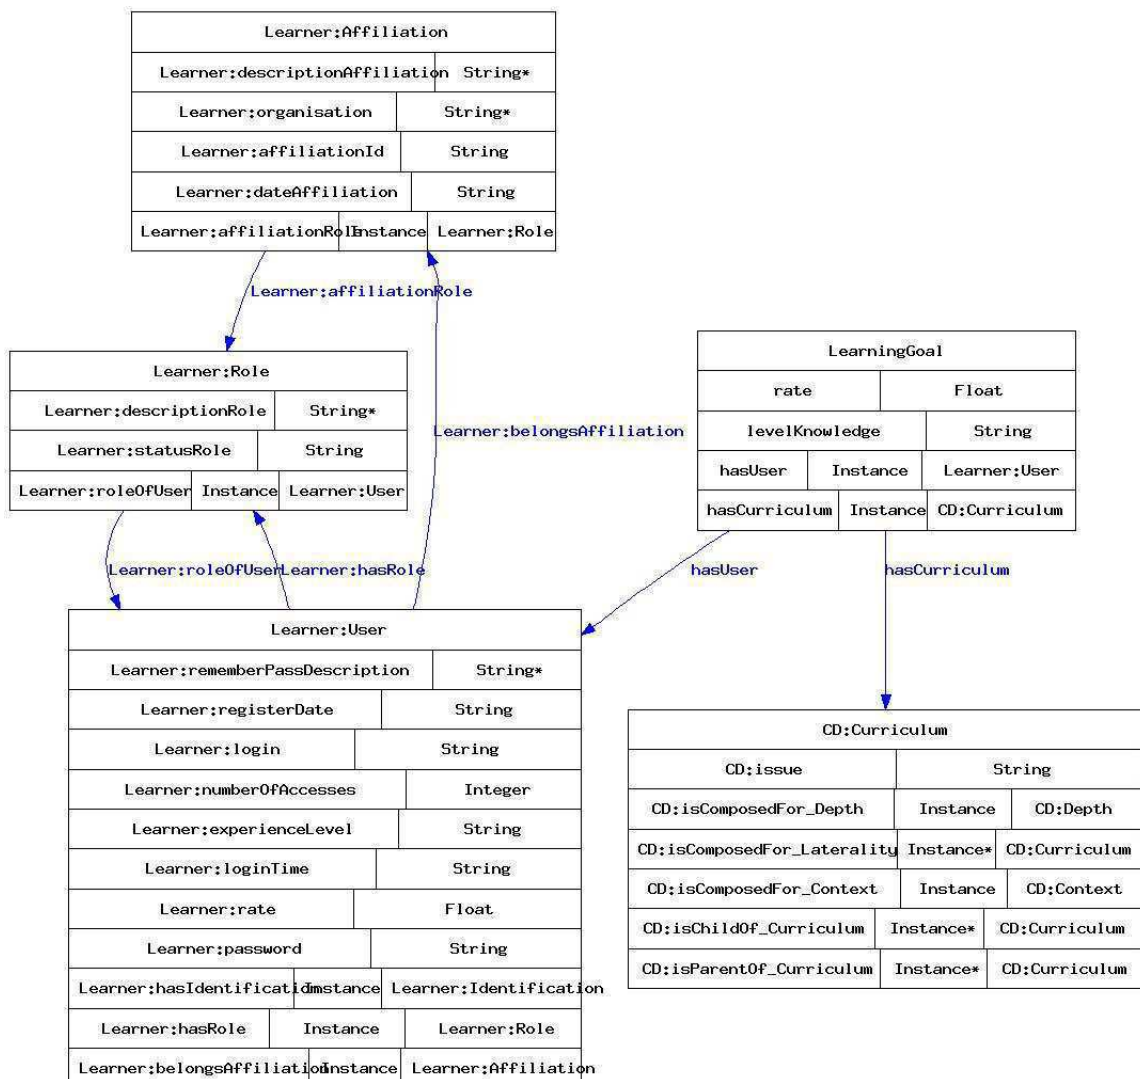 Learner:Affiliation
Learner:descriptionAffiliation String*
Learner:organisation String*
Learner:affiliationId String
Learner:dateAffiliation String
Learner:affiliationRole Instance Learner:Role
Learner:affiliationRole
Learner:belongsAffiliation
Learner:Role
Learner:descriptionRole String*
Learner:statusRole String
Learner:roleOfUser Instance Learner:User
LearningGoal
rate Float
levelKnowledge String
hasUser Instance Learner:User
hasCurriculum Instance CD:Curriculum
Learner:roleOfUser Learner:hasRole hasUser hasCurriculum
Learner:User
Learner:rememberPassDescription String*
Learner:registerDate String
Learner:login String
Learner:numberOfAccesses Integer
Learner:experienceLevel String
Learner:loginTime String
Learner:rate Float
Learner:password String
Learner:hasIdentification Instance Learner:Identification
Learner:hasRole Instance Learner:Role
Learner:belongsAffiliation Instance Learner:Affiliation
CD:Curriculum
CD:issue String
CD:isComposedFor_Depth Instance CD:Depth
CD:isComposedFor_Laterality Instance* CD:Curriculum
CD:isComposedFor_Context Instance CD:Context
CD:isChildOf_Curriculum Instance* CD:Curriculum
CD:isParentOf_Curriculum Instance* CD:Curriculum